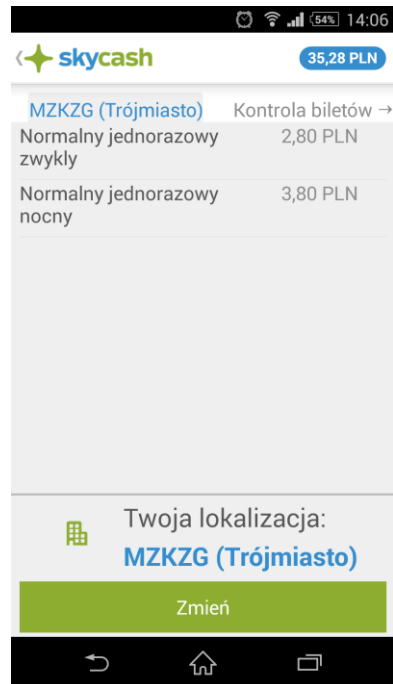 54% 14:06
skycash 35,28 PLN
MZKZG (Trójmiasto) Kontrola biletów →
Normalny jednorazowy 2,80 PLN
zwykly
Normalny jednorazowy 3,80 PLN
nocny
Twoja lokalizacja:
MZKZG (Trójmiasto)
Zmień